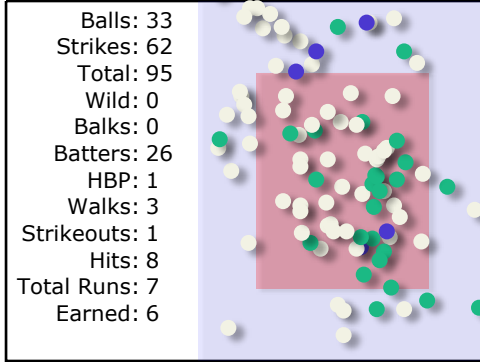 Balls: 33
Strikes: 62
Total: 95
Wild: 0
Balks: 0
Batters: 26
HBP: 1
Walks: 3
Strikeouts: 1
Hits: 8
Total Runs: 7
Earned: 6